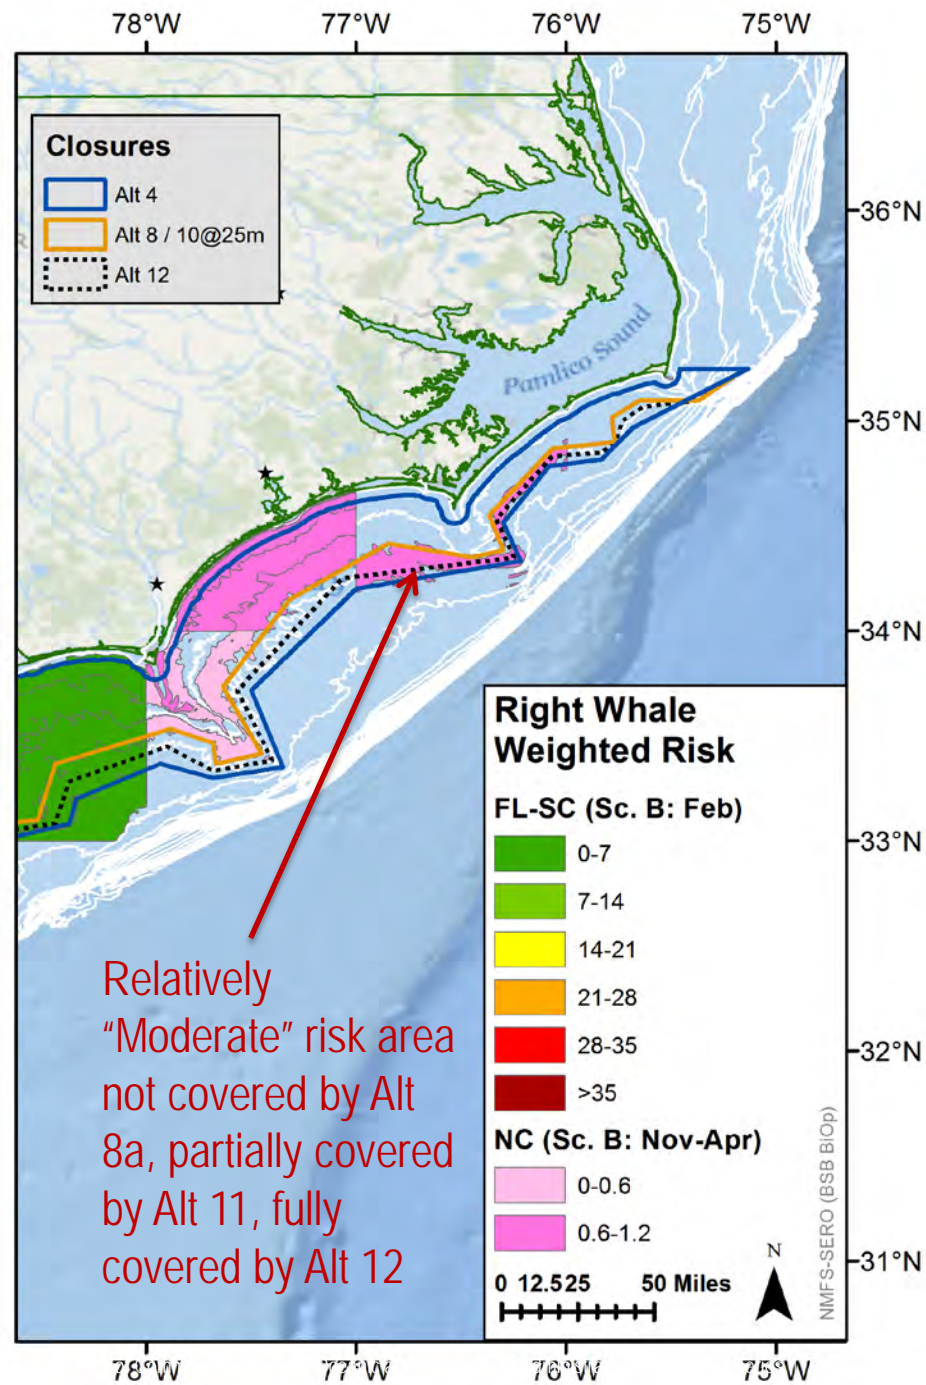 78°W 77°W 76°W 75°W
Closures
Alt 4
Alt 8 / 10@25m
Alt 12
36°N
Pamlico Sound
35°N
34°N
Right Whale
Weighted Risk
FL-SC (Sc. B: Feb)
0-7
33°N
7-14
14-21
21-28
28-35
32°N
>35
NC (Sc. B: Nov-Apr)
0-0.6
0.6-1.2
31°N
N
0 12.5 25 50 Miles
NMFS-SERO (BSB BiOp)
Relatively
“Moderate” risk area
not covered by Alt
8a, partially covered
by Alt 11, fully
covered by Alt 12
78°W 77°W 76°W 75°W